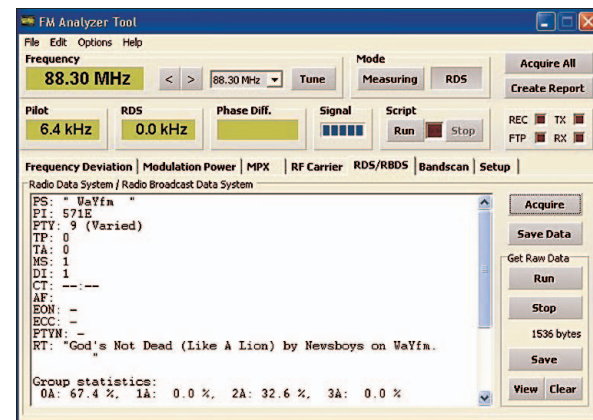 FM Analyzer Tool
File Edit Options Help
Frequency
88.30 MHz < > 88.30 MHz Tune
Mode
Measuring RDS
Acquire All
Create Report
Pilot RDS Phase Diff. Signal Script
6.4 kHz 0.0 kHz Run Stop
REC TX
FTP RX
Frequency Deviation Modulation Power MPX RF Carrier RDS/RBDS Bandscan Setup
Radio Data System / Radio Broadcast Data System
PS: " WaYfm "
PI: 571E
PTY: 9 (Varied)
TP: 0
TA: 0
MS: 1
DI: 1
CT: --:--
AF:
EON: -
ECC: -
PTYN: -
RT: "God's Not Dead (Like A Lion) by Newsboys on WaYfm.
"
Group statistics:
0A: 67.4 %, 1A: 0.0 %, 2A: 32.6 %, 3A: 0.0 %
Acquire
Save Data
Get Raw Data
Run
Stop
1536 bytes
Save
View Clear